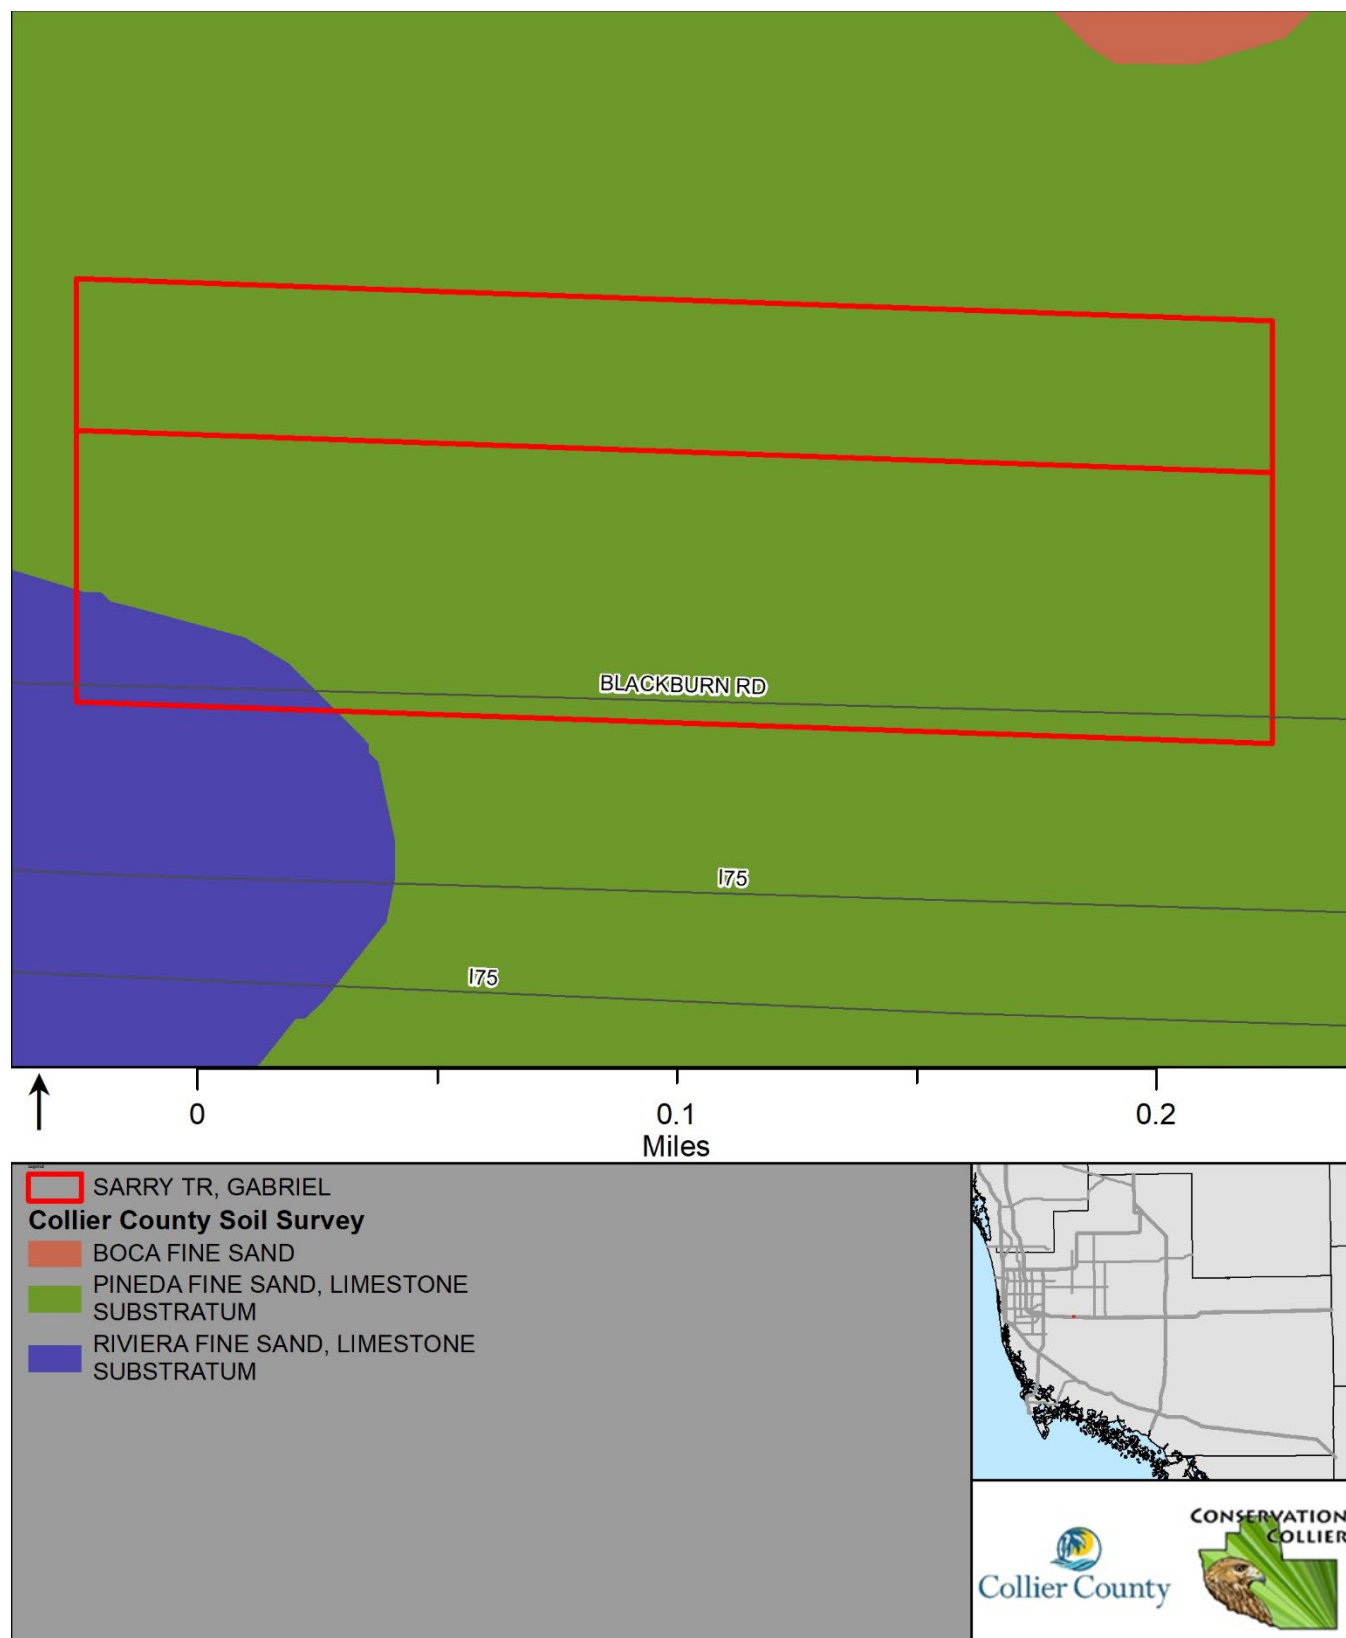 BLACKBURN RD
I75
I75
0
0.1
0.2
Miles
SARRY TR, GABRIEL
Collier County Soil Survey
BOCA FINE SAND
PINEDA FINE SAND, LIMESTONE
SUBSTRATUM
RIVIERA FINE SAND, LIMESTONE
SUBSTRATUM
Collier County
CONSERVATION
COLLIER